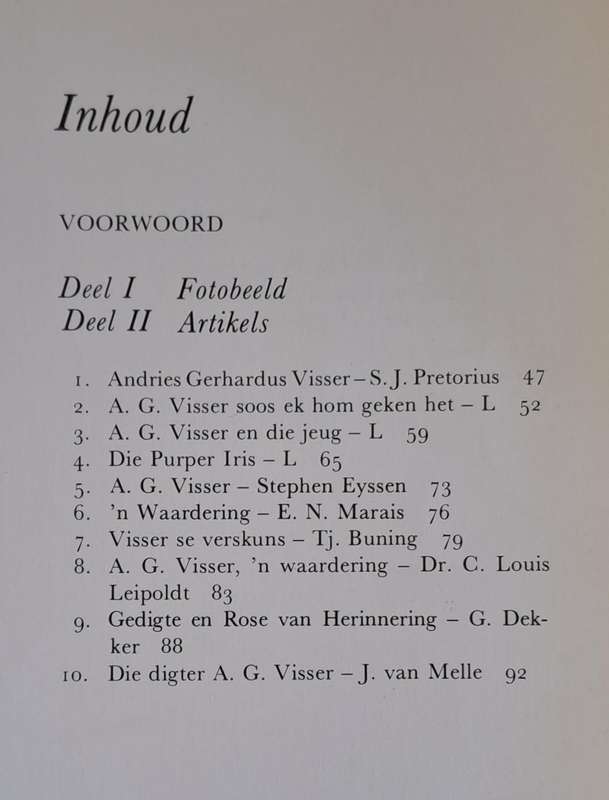 Inhoud
VOORWOORD
Deel I Fotobeeld
Deel II Artikels
1. Andries Gerhardus Visser – S. J. Pretorius 47
2. A. G. Visser soos ek hom geken het – L 52
3. A. G. Visser en die jeug – L 59
4. Die Purper Iris – L 65
5. A. G. Visser – Stephen Eyssen 73
6. ’n Waardering – E. N. Marais 76
7. Visser se verskuns – Tj. Buning 79
8. A. G. Visser, ’n waardering – Dr. C. Louis
Leipoldt 83
9. Gedigte en Rose van Herinnering – G. Dek-
ker 88
10. Die digter A. G. Visser – J. van Melle 92